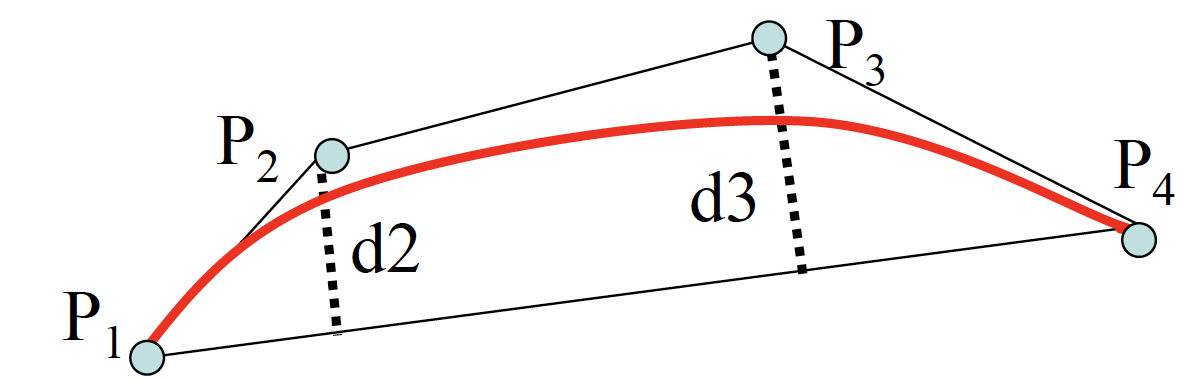 P₃
P₂
P₄
d3
d2
P₁